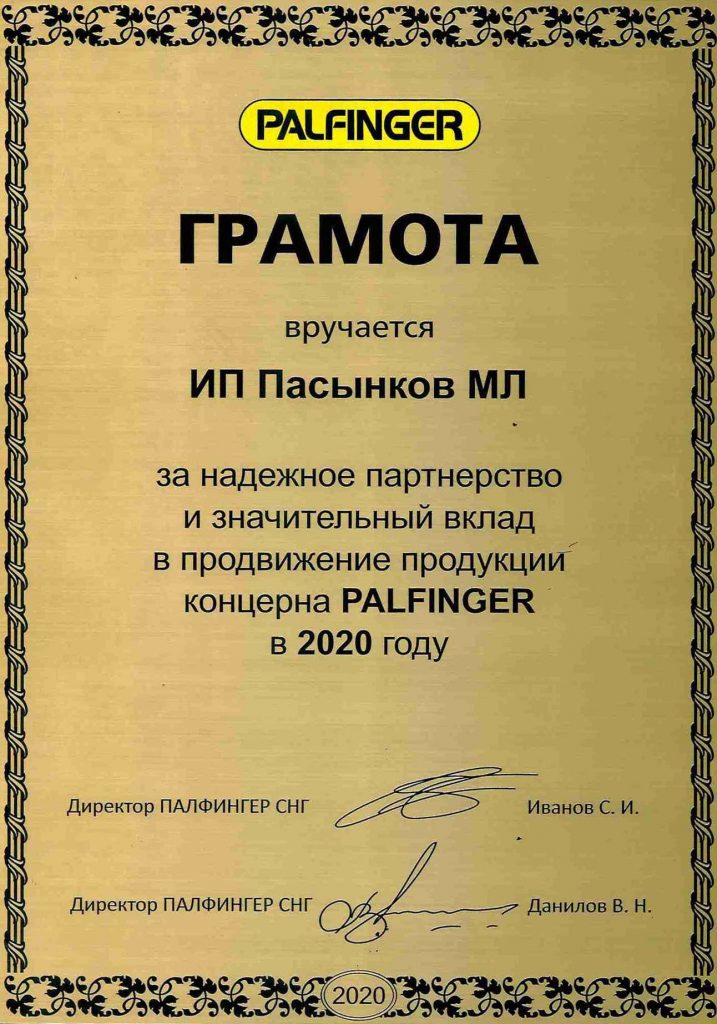 PALFINGER
ГРАМОТА
вручается
ИП Пасынков МЛ
за надежное партнерство
и значительный вклад
в продвижение продукции
концерна PALFINGER
в 2020 году
Директор ПАЛФИНГЕР СНГ Иванов С. И.
Директор ПАЛФИНГЕР СНГ Данилов В. Н.
2020